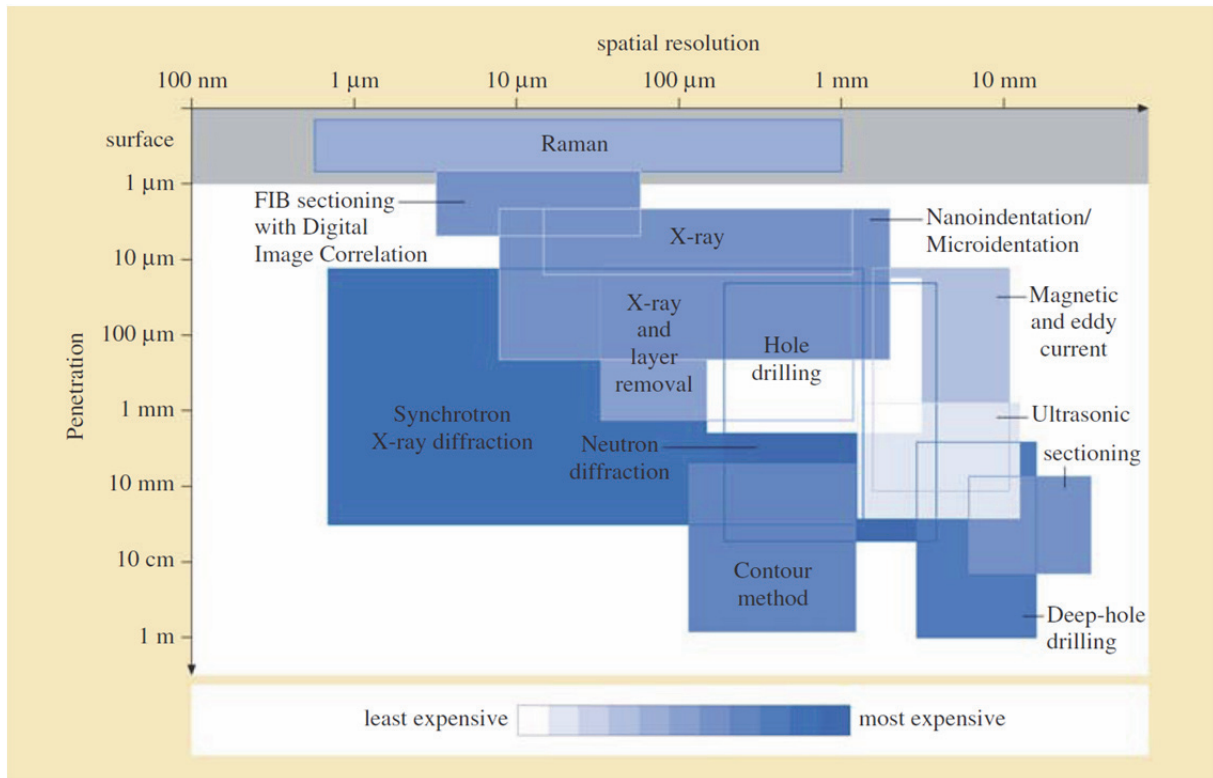 spatial resolution
100 nm 1 μm 10 μm 100 μm 1 mm 10 mm
surface
Raman
1 μm
FIB sectioning
with Digital
Image Correlation
X-ray
Nanoindentation/
Microidentation
10 μm
Magnetic
and eddy
current
X-ray
and
layer
removal
Hole
drilling
100 μm
Penetration
1 mm
Synchrotron
X-ray diffraction
Ultrasonic
Neutron
diffraction
sectioning
10 mm
10 cm
Contour
method
Deep-hole
drilling
1 m
least expensive most expensive